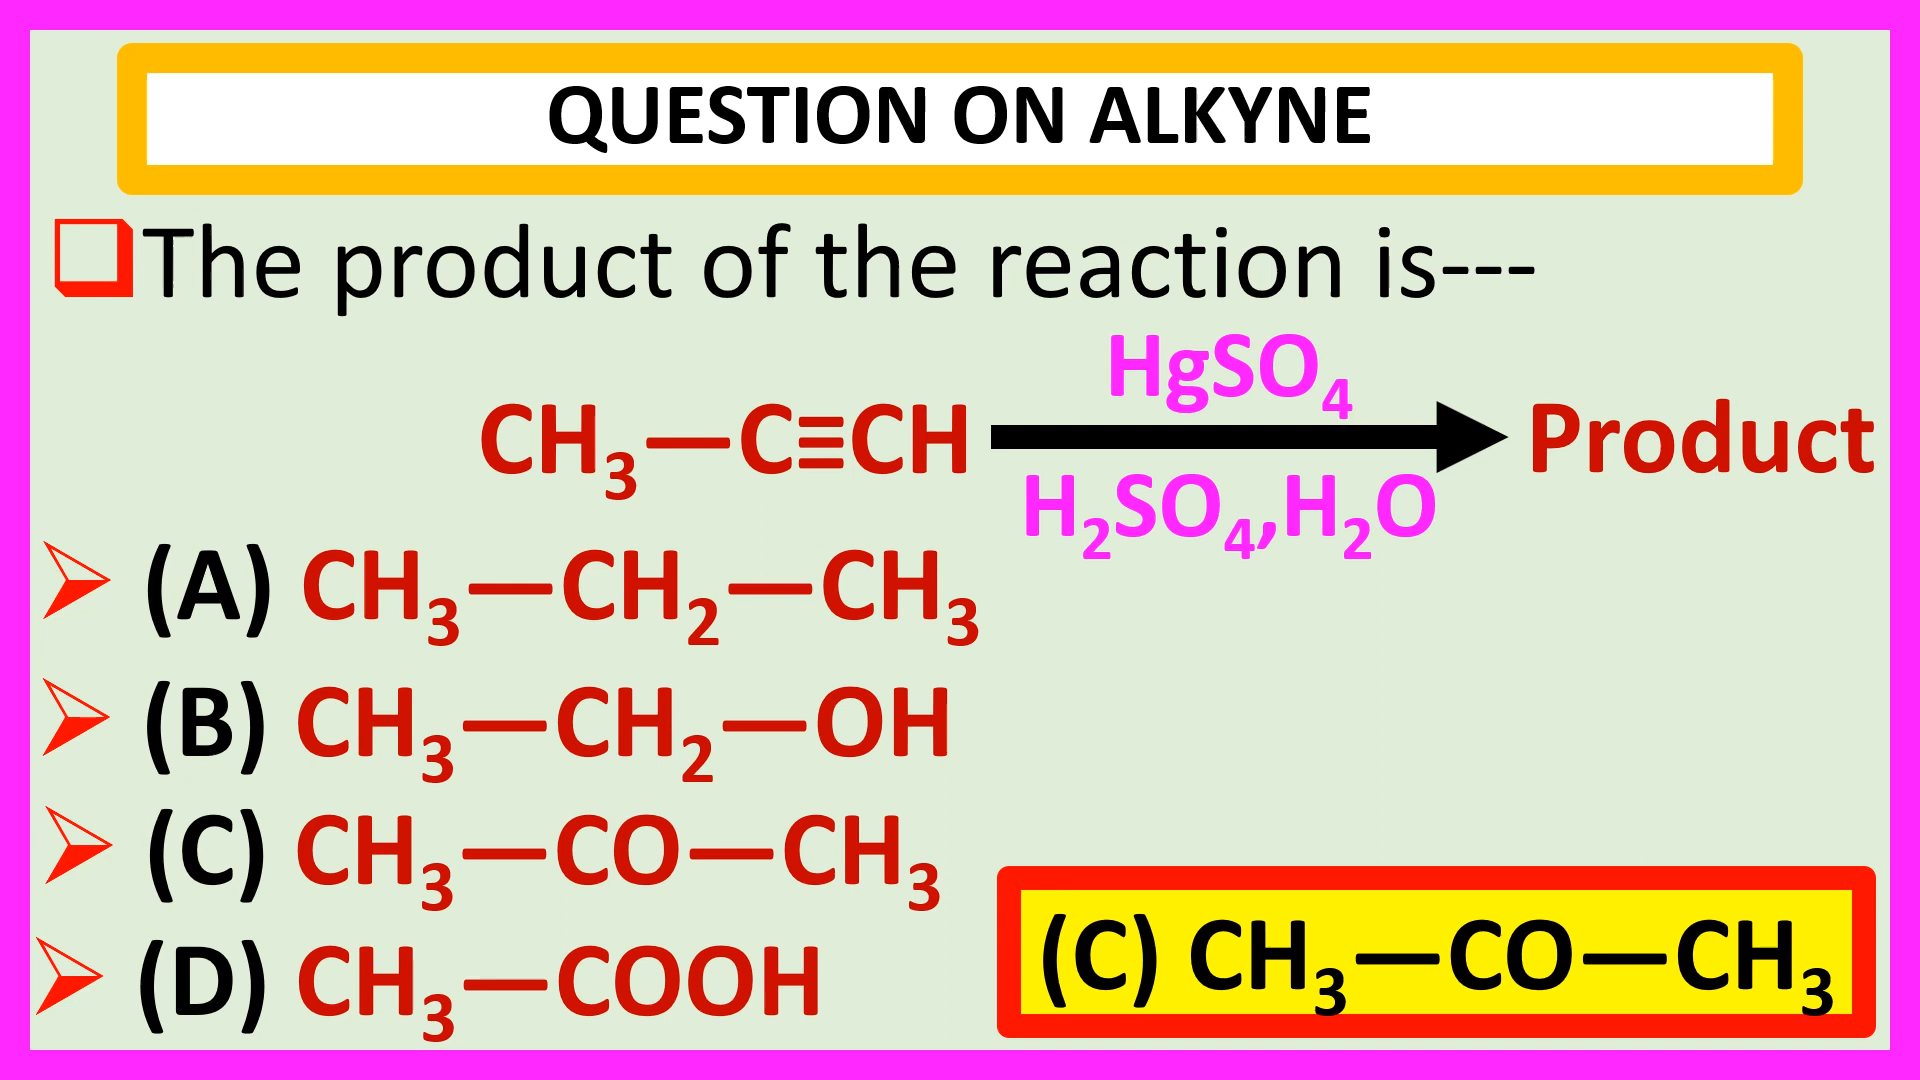 QUESTION ON ALKYNE
The product of the reaction is---
HgSO₄
CH₃—C≡CH Product
H₂SO₄,H₂O
(A) CH₃—CH₂—CH₃
(B) CH₃—CH₂—OH
(C) CH₃—CO—CH₃
(D) CH₃—COOH
(C) CH₃—CO—CH₃